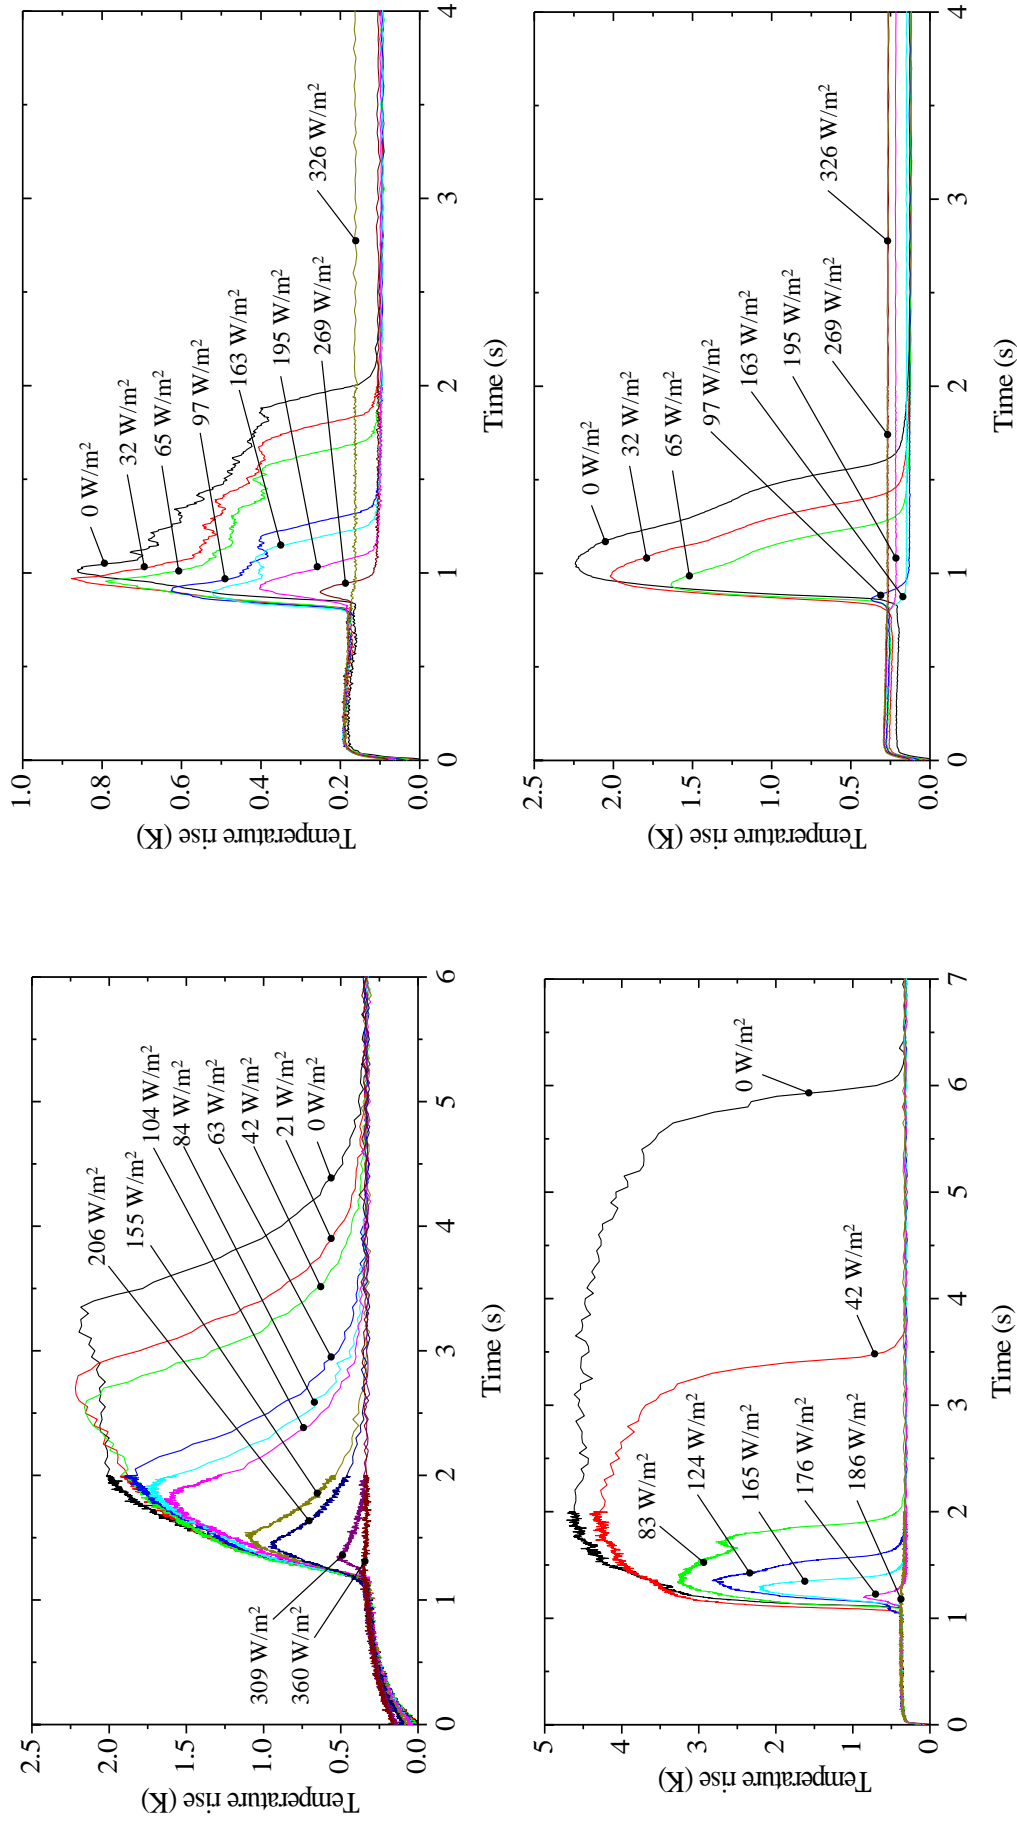 Temperature rise (K)
2.5
2.0
1.5
1.0
0.5
0.0
206 W/m²
155 W/m²
104 W/m²
84 W/m²
63 W/m²
42 W/m²
21 W/m²
0 W/m²
309 W/m²
360 W/m²
0 1 2 3 4 5 6
Time (s)
Temperature rise (K)
1.0
0.8
0.6
0.4
0.2
0.0
0 W/m²
32 W/m²
65 W/m²
97 W/m²
163 W/m²
195 W/m²
269 W/m²
326 W/m²
0 1 2 3 4
Time (s)
Temperature rise (K)
5
4
3
2
1
0
83 W/m²
124 W/m²
165 W/m²
176 W/m²
186 W/m²
42 W/m²
0 W/m²
0 1 2 3 4 5 6 7
Time (s)
Temperature rise (K)
2.5
2.0
1.5
1.0
0.5
0.0
0 W/m²
32 W/m²
65 W/m²
97 W/m²
163 W/m²
195 W/m²
269 W/m²
326 W/m²
0 1 2 3 4
Time (s)